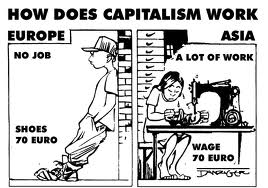 HOW DOES CAPITALISM WORK
EUROPE
ASIA
NO JOB
A LOT OF WORK
SHOES
70 EURO
WAGE
70 EURO